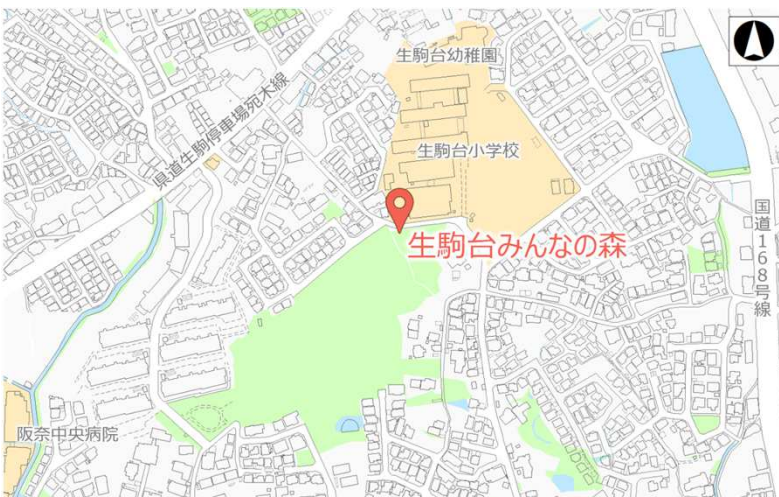 生駒台幼稚園
県道生駒停車場宛木線
生駒台小学校
生駒台みんなの森
国道168号線
阪奈中央病院